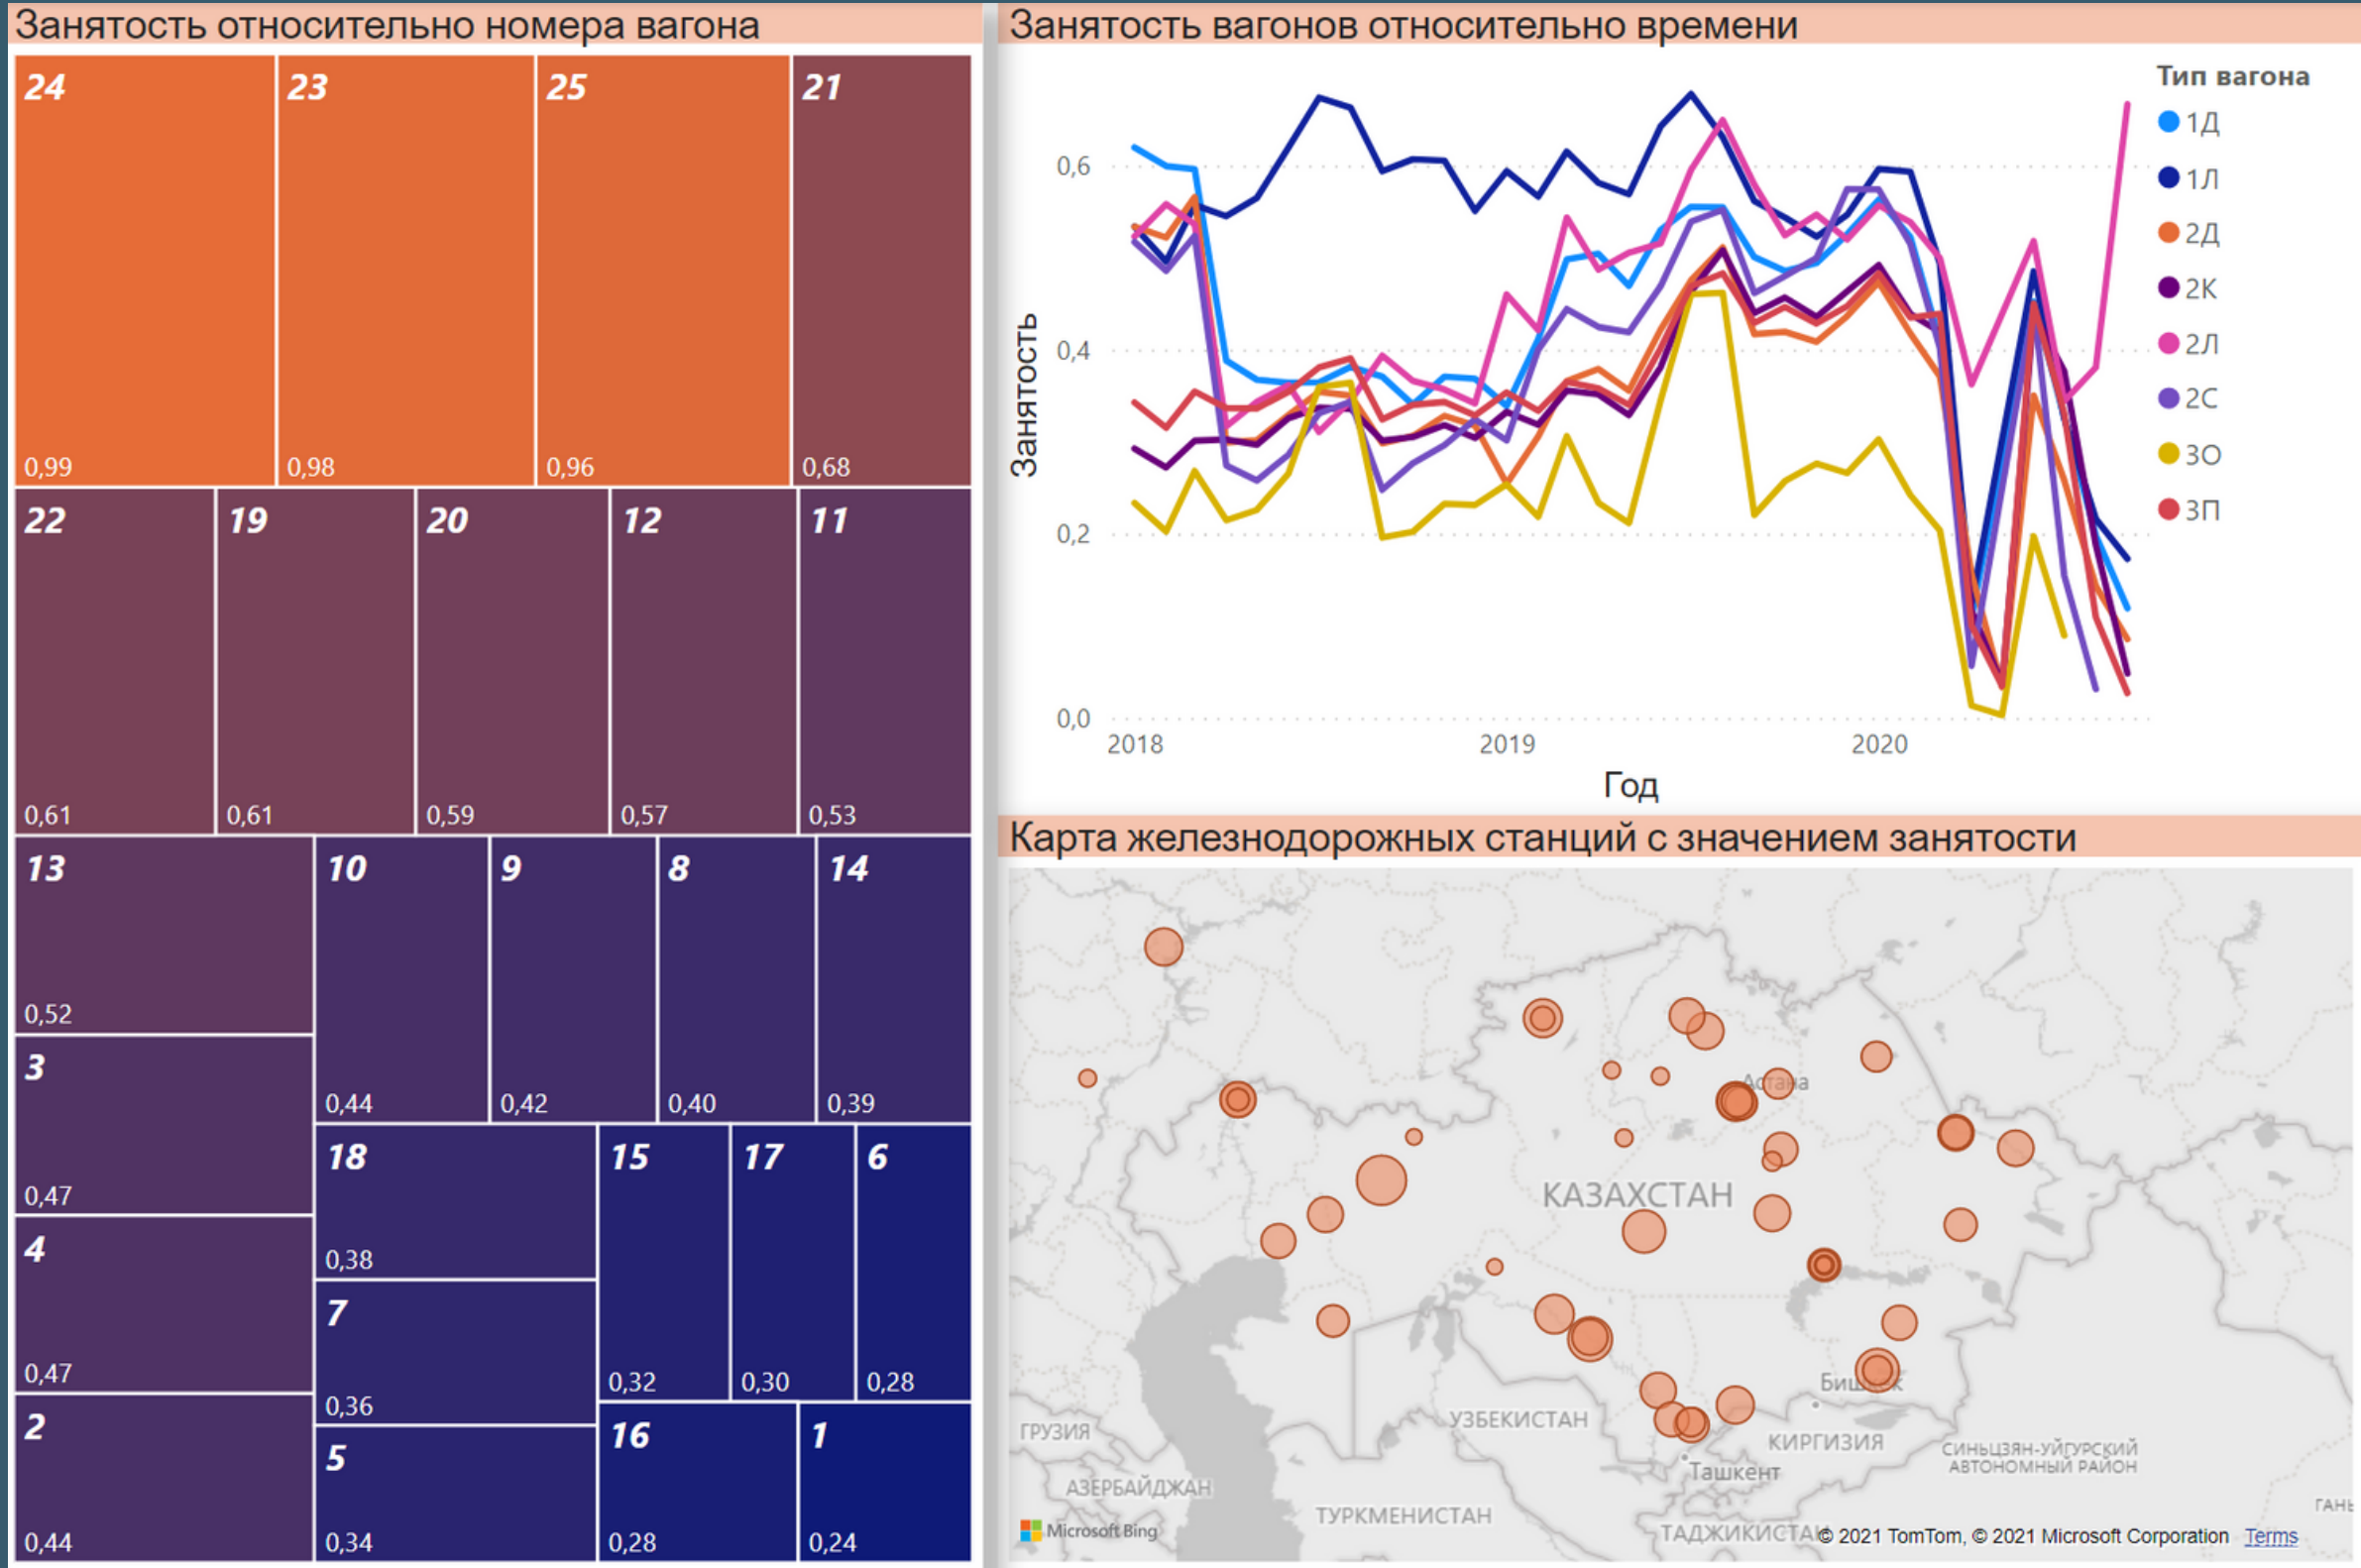 Занятость относительно номера вагона
24
0,99
23
0,98
25
0,96
21
0,68
22
0,61
19
0,61
20
0,59
12
0,57
11
0,53
13
0,52
10
0,44
9
0,42
8
0,40
14
0,39
3
0,47
4
0,47
2
0,44
18
0,38
7
0,36
5
0,34
15
0,32
17
0,30
6
0,28
16
0,28
1
0,24
Занятость вагонов относительно времени
Занятость
0,6
0,4
0,2
0,0
2018
2019
2020
Год
Тип вагона
1Д
1Л
2Д
2К
2Л
2С
3О
3П
Карта железнодорожных станций с значением занятости
Астана
КАЗАХСТАН
Бишкек
ГРУЗИЯ
УЗБЕКИСТАН
КИРГИЗИЯ
СИНЬЦЗЯН-УЙГУРСКИЙ
АВТОНОМНЫЙ РАЙОН
АЗЕРБАЙДЖАН
Ташкент
ТУРКМЕНИСТАН
ГАНЬ
ТАДЖИКИСТАН
Microsoft Bing
© 2021 TomTom, © 2021 Microsoft Corporation Terms